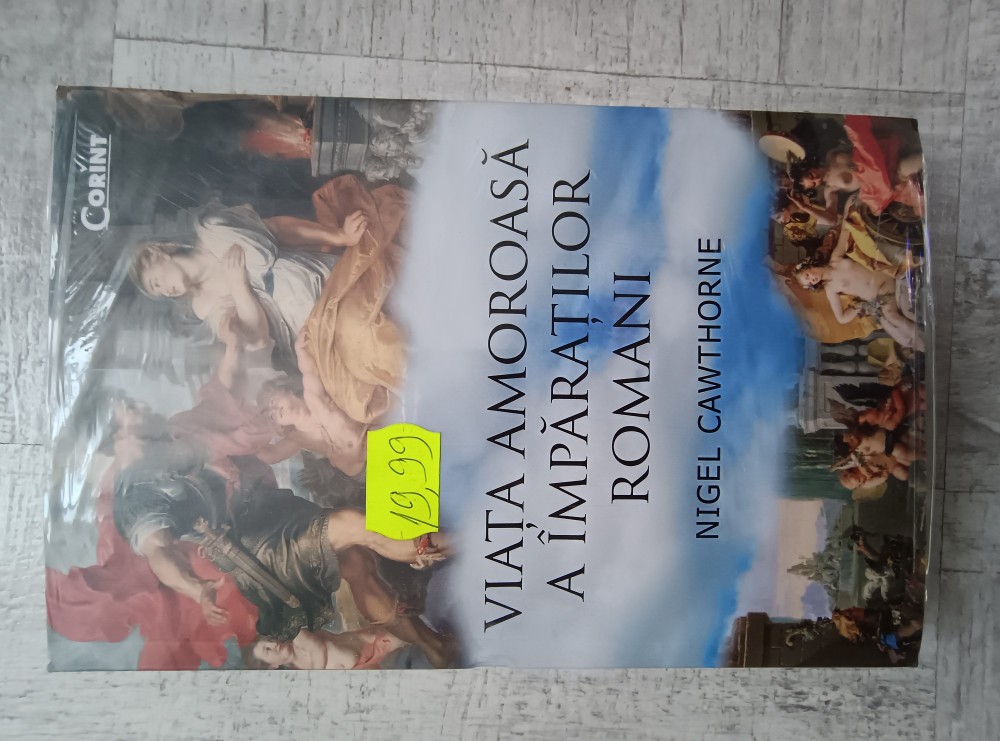 CORINT
19,99
VIAȚA AMOROASĂ
A ÎMPĂRAȚILOR
ROMANI
NIGEL CAWTHORNE